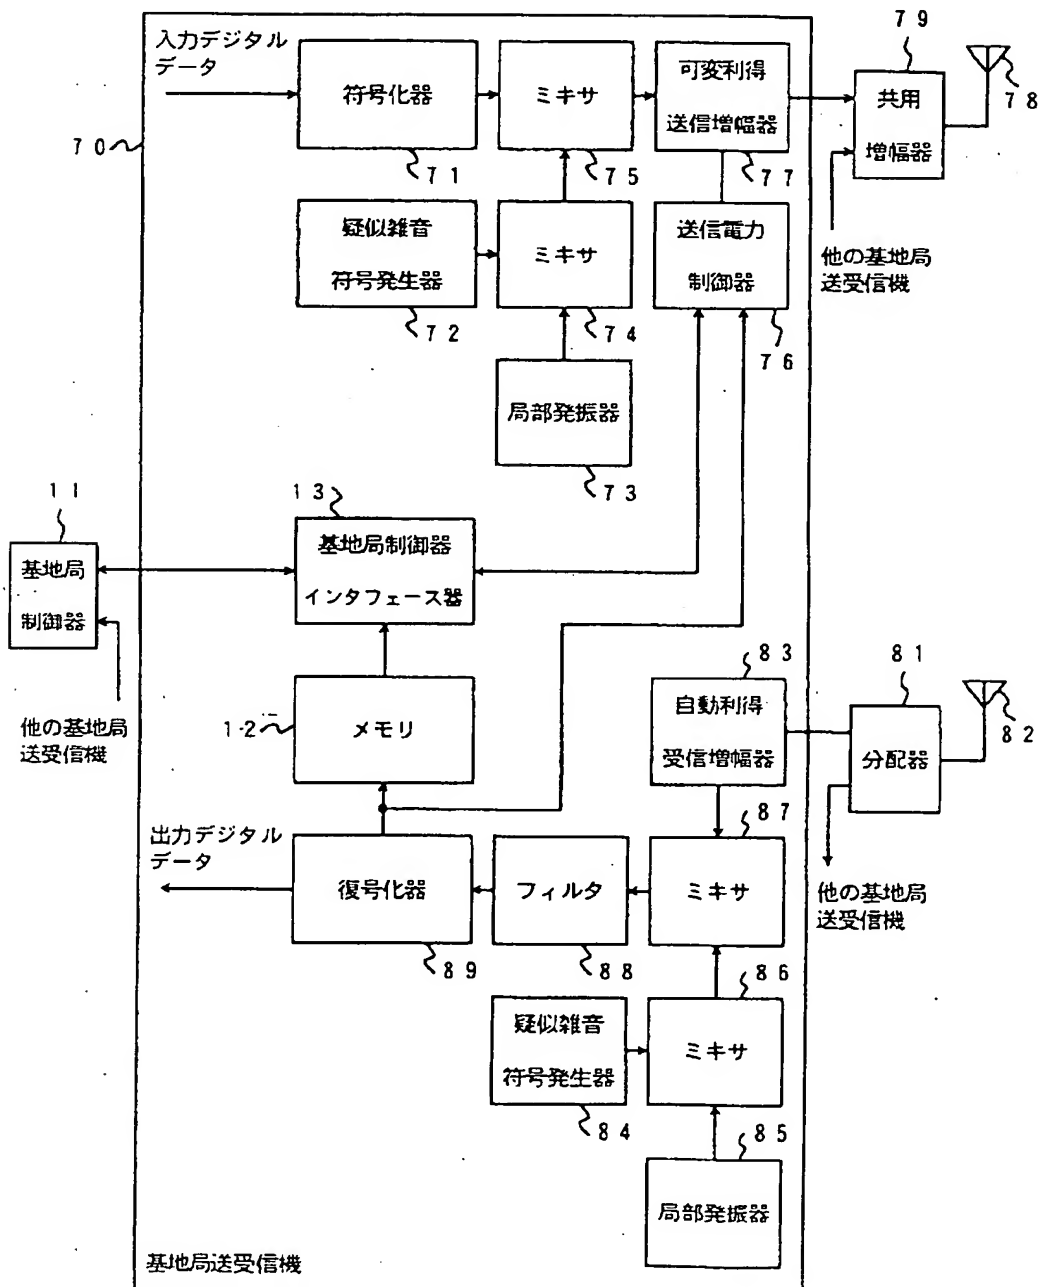 7 9
入力デジタル
データ
符号化器
ミキサ
可変利得
送信増幅器
共用
増幅器
7 8
7 0
7 1
7 5
7 7
疑似雑音
符号発生器
ミキサ
送信電力
制御器
他の基地局
送受信機
7 2
7 4
7 6
局部発振器
7 3
1 1
1 3
基地局
制御器
基地局制御器
インタフェース器
8 3
8 1
他の基地局
送受信機
1 2
メモリ
自動利得
受信増幅器
分配器
8 2
8 7
出力デジタル
データ
復号化器
フィルタ
ミキサ
他の基地局
送受信機
8 9
8 8
8 6
疑似雑音
符号発生器
ミキサ
8 4
8 5
局部発振器
基地局送受信機